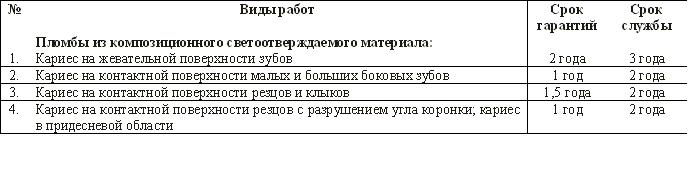 № Виды работ Срок гарантий Срок службы
Пломбы из композиционного светоотверждаемого материала:
1. Кариес на жевательной поверхности зубов 2 года 3 года
2. Кариес на контактной поверхности малых и больших боковых зубов 1 год 2 года
3. Кариес на контактной поверхности резцов и клыков 1,5 года 2 года
4. Кариес на контактной поверхности резцов с разрушением угла коронки; кариес 1 год 2 года
в придесневой области